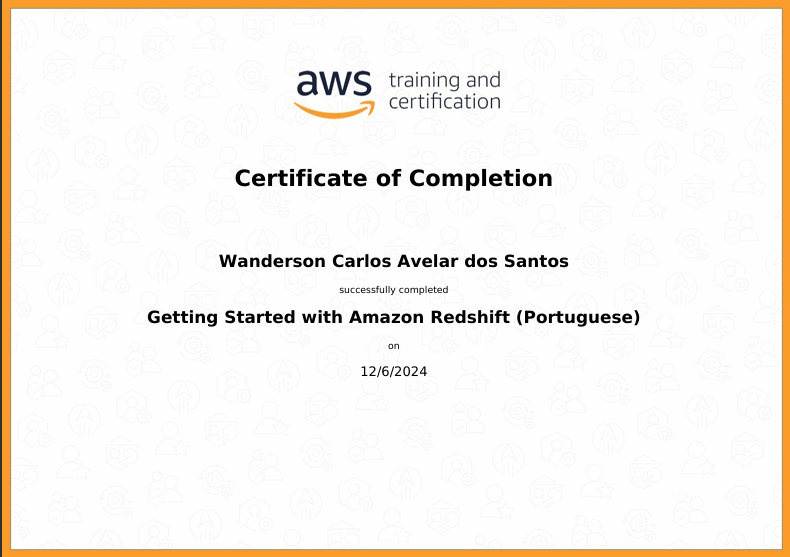 aws training and
certification
Certificate of Completion
Wanderson Carlos Avelar dos Santos
successfully completed
Getting Started with Amazon Redshift (Portuguese)
on
12/6/2024